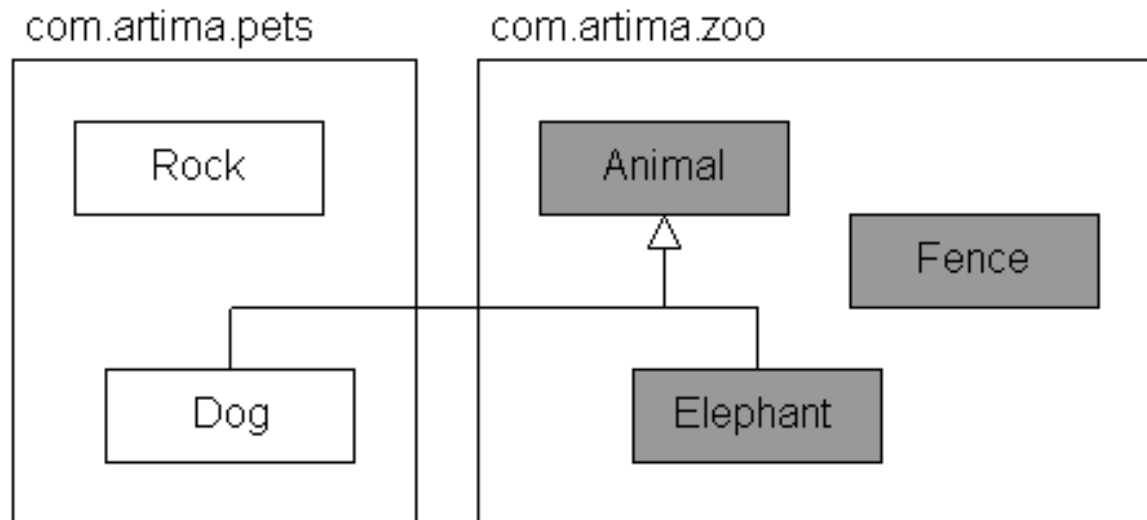 com.artima.pets
com.artima.zoo
Rock
Animal
Fence
Dog
Elephant